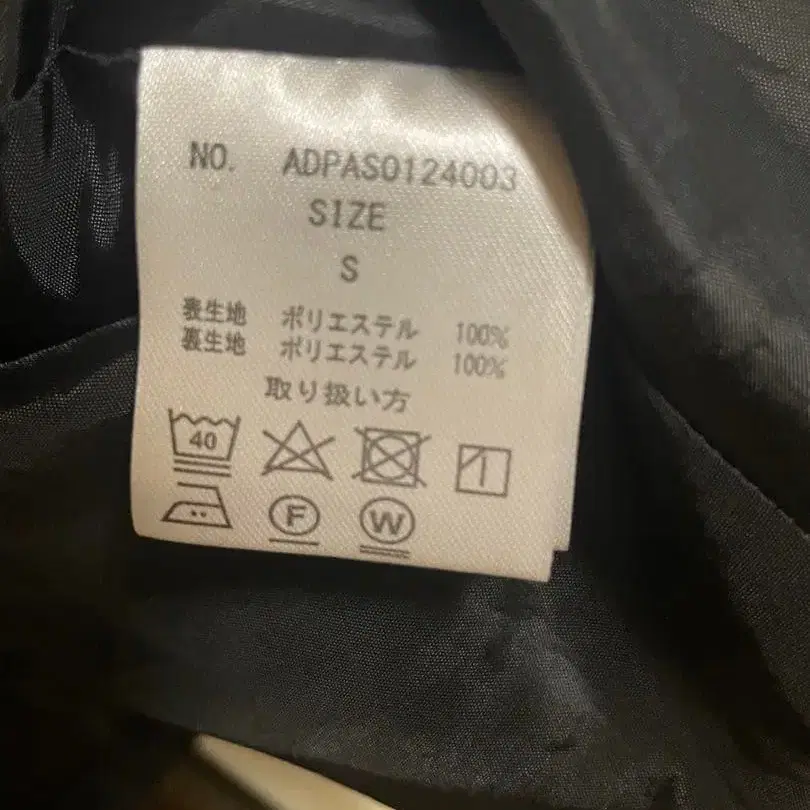 NO. ADPAS0124003
SIZE
S
表生地 ポリエステル 100%
裏生地 ポリエステル 100%
取り扱い方
40
F W